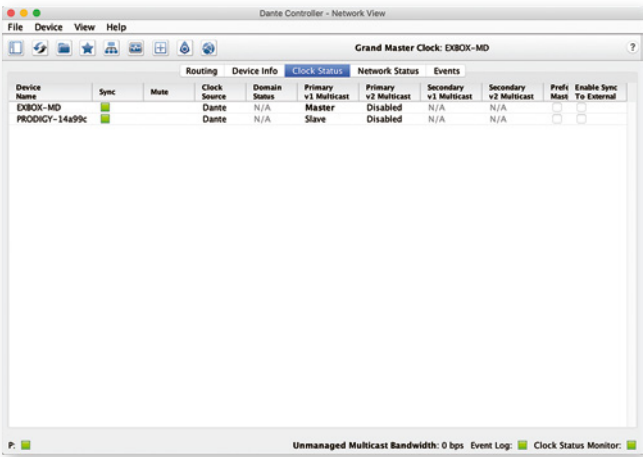 Dante Controller - Network View
File Device View Help
Grand Master Clock: EXBOX-MD
?
Routing Device Info Clock Status Network Status Events
Device Name Sync Mute Clock Source Domain Status Primary v1 Multicast Primary v2 Multicast Secondary v1 Multicast Secondary v2 Multicast Prefe Maste Enable Sync To External
EXBOX-MD Dante N/A Master Disabled N/A N/A
PRODIGY-14a99c Dante N/A Slave Disabled N/A N/A
P: Unmanaged Multicast Bandwidth: 0 bps Event Log: Clock Status Monitor: